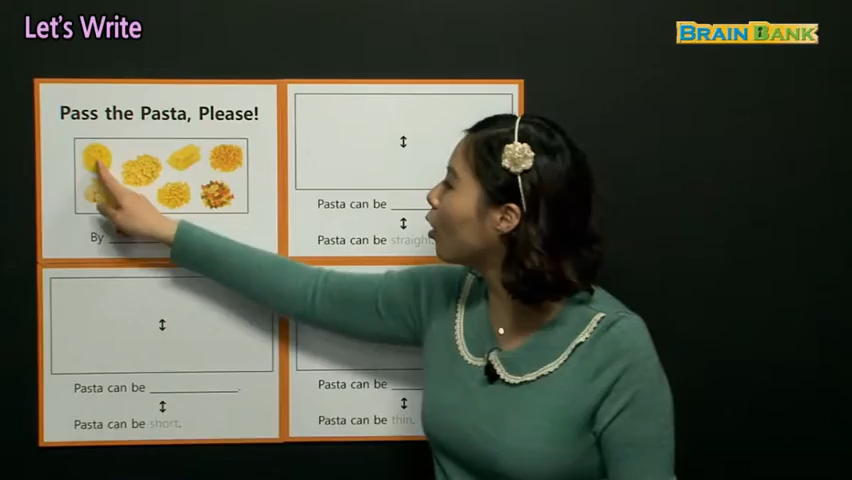 Let's Write
BRAIN BANK
Pass the Pasta, Please!
By
Pasta can be
Pasta can be straight.
Pasta can be
Pasta can be short.
Pasta can be
Pasta can be thin.